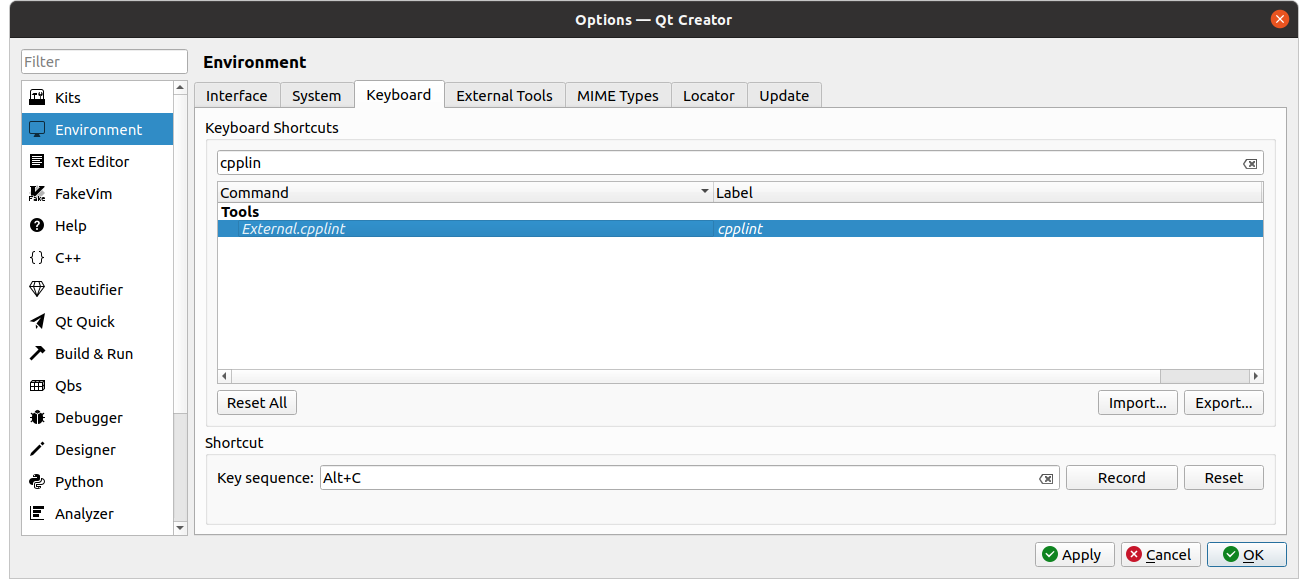 Options — Qt Creator
Filter
Environment
Kits
Environment
Text Editor
FakeVim
Help
C++
Beautifier
Qt Quick
Build & Run
Qbs
Debugger
Designer
Python
Analyzer
Interface System Keyboard External Tools MIME Types Locator Update
Keyboard Shortcuts
cpplin
Command Label
Tools
External.cpplint cpplint
Reset All Import... Export...
Shortcut
Key sequence: Alt+C Record Reset
Apply Cancel OK